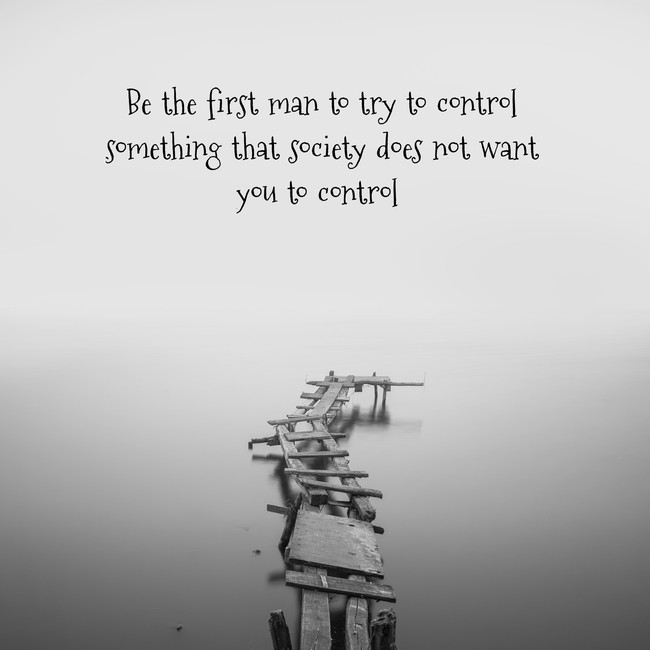 Be the first man to try to control
something that society does not want
you to control